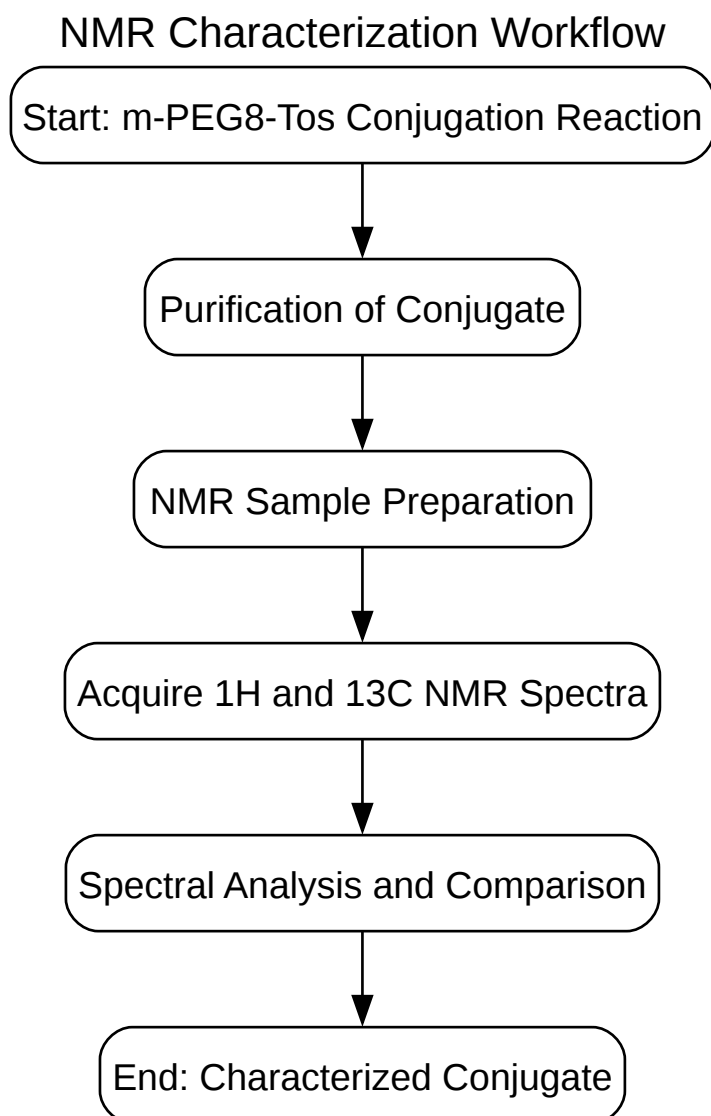 NMR Characterization Workflow
Start: m-PEG8-Tos Conjugation Reaction
Purification of Conjugate
NMR Sample Preparation
Acquire 1H and 13C NMR Spectra
Spectral Analysis and Comparison
End: Characterized Conjugate